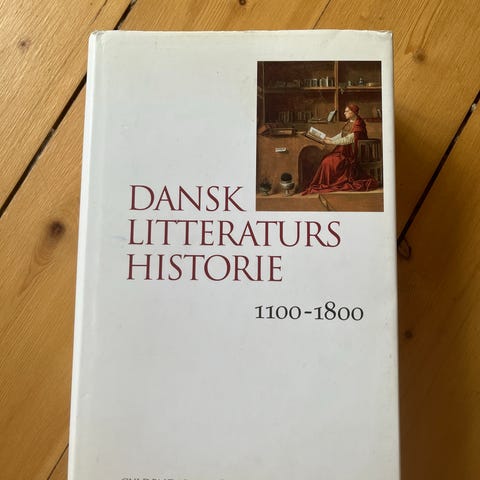 DANSK
LITTERATURS
HISTORIE
1100-1800